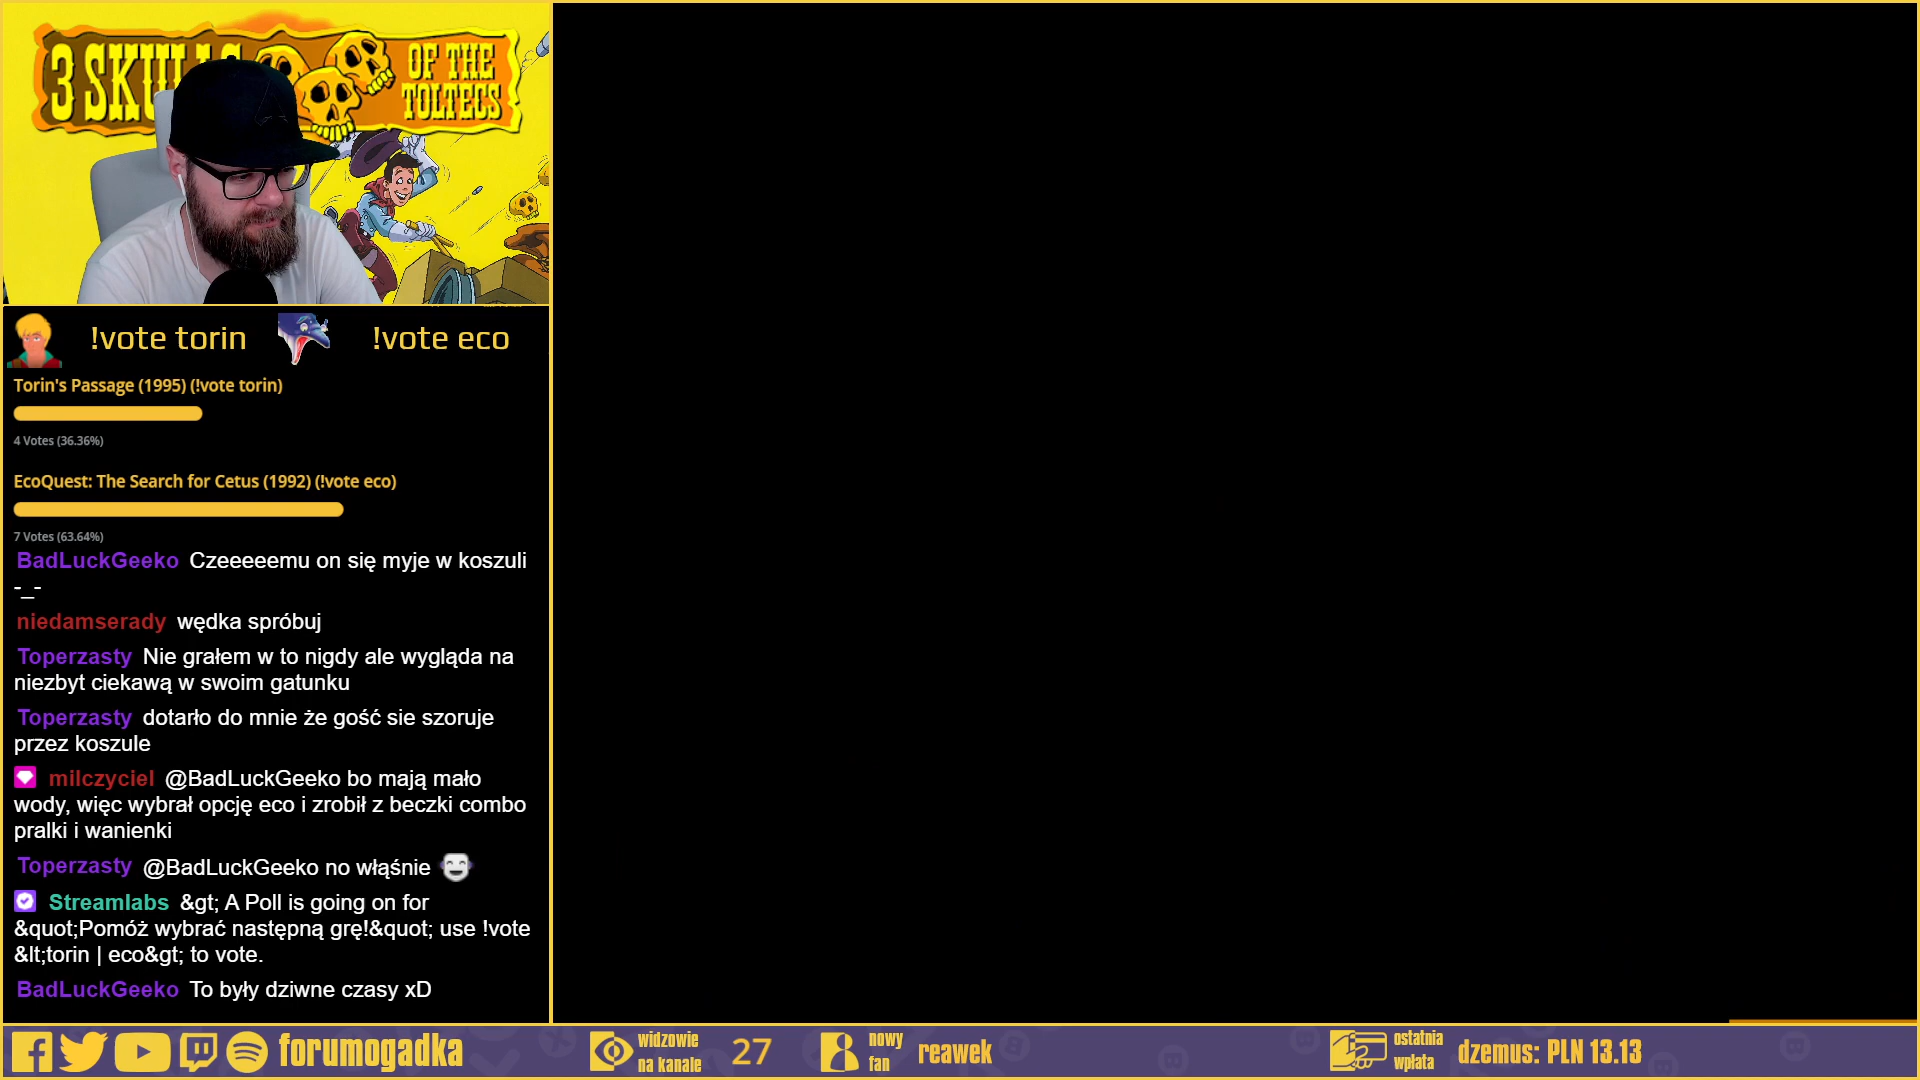 3 SKULLS OF THE
TOLTECS
!vote torin !vote eco
Torin's Passage (1995) (!vote torin)
4 Votes (36.36%)
EcoQuest: The Search for Cetus (1992) (!vote eco)
7 Votes (63.64%)
BadLuckGeeko Czeeeeemu on się myje w koszuli
-_-
niedamserady wędka spróbuj
Toperzasty Nie grałem w to nigdy ale wygląda na
niezbyt ciekawą w swoim gatunku
Toperzasty dotarło do mnie że gość sie szoruje
przez koszule
milczyciel @BadLuckGeeko bo mają mało
wody, więc wybrał opcję eco i zrobił z beczki combo
pralki i wanienki
Toperzasty @BadLuckGeeko no włąśnie
Streamlabs &gt; A Poll is going on for
&quot;Pomóż wybrać następną grę!&quot; use !vote
&lt;torin | eco&gt; to vote.
BadLuckGeeko To były dziwne czasy xD
forumogadka
widzowie
na kanale
27
nowy
fan
reawek
ostatnia
wpłata
dzemus: PLN 13.13